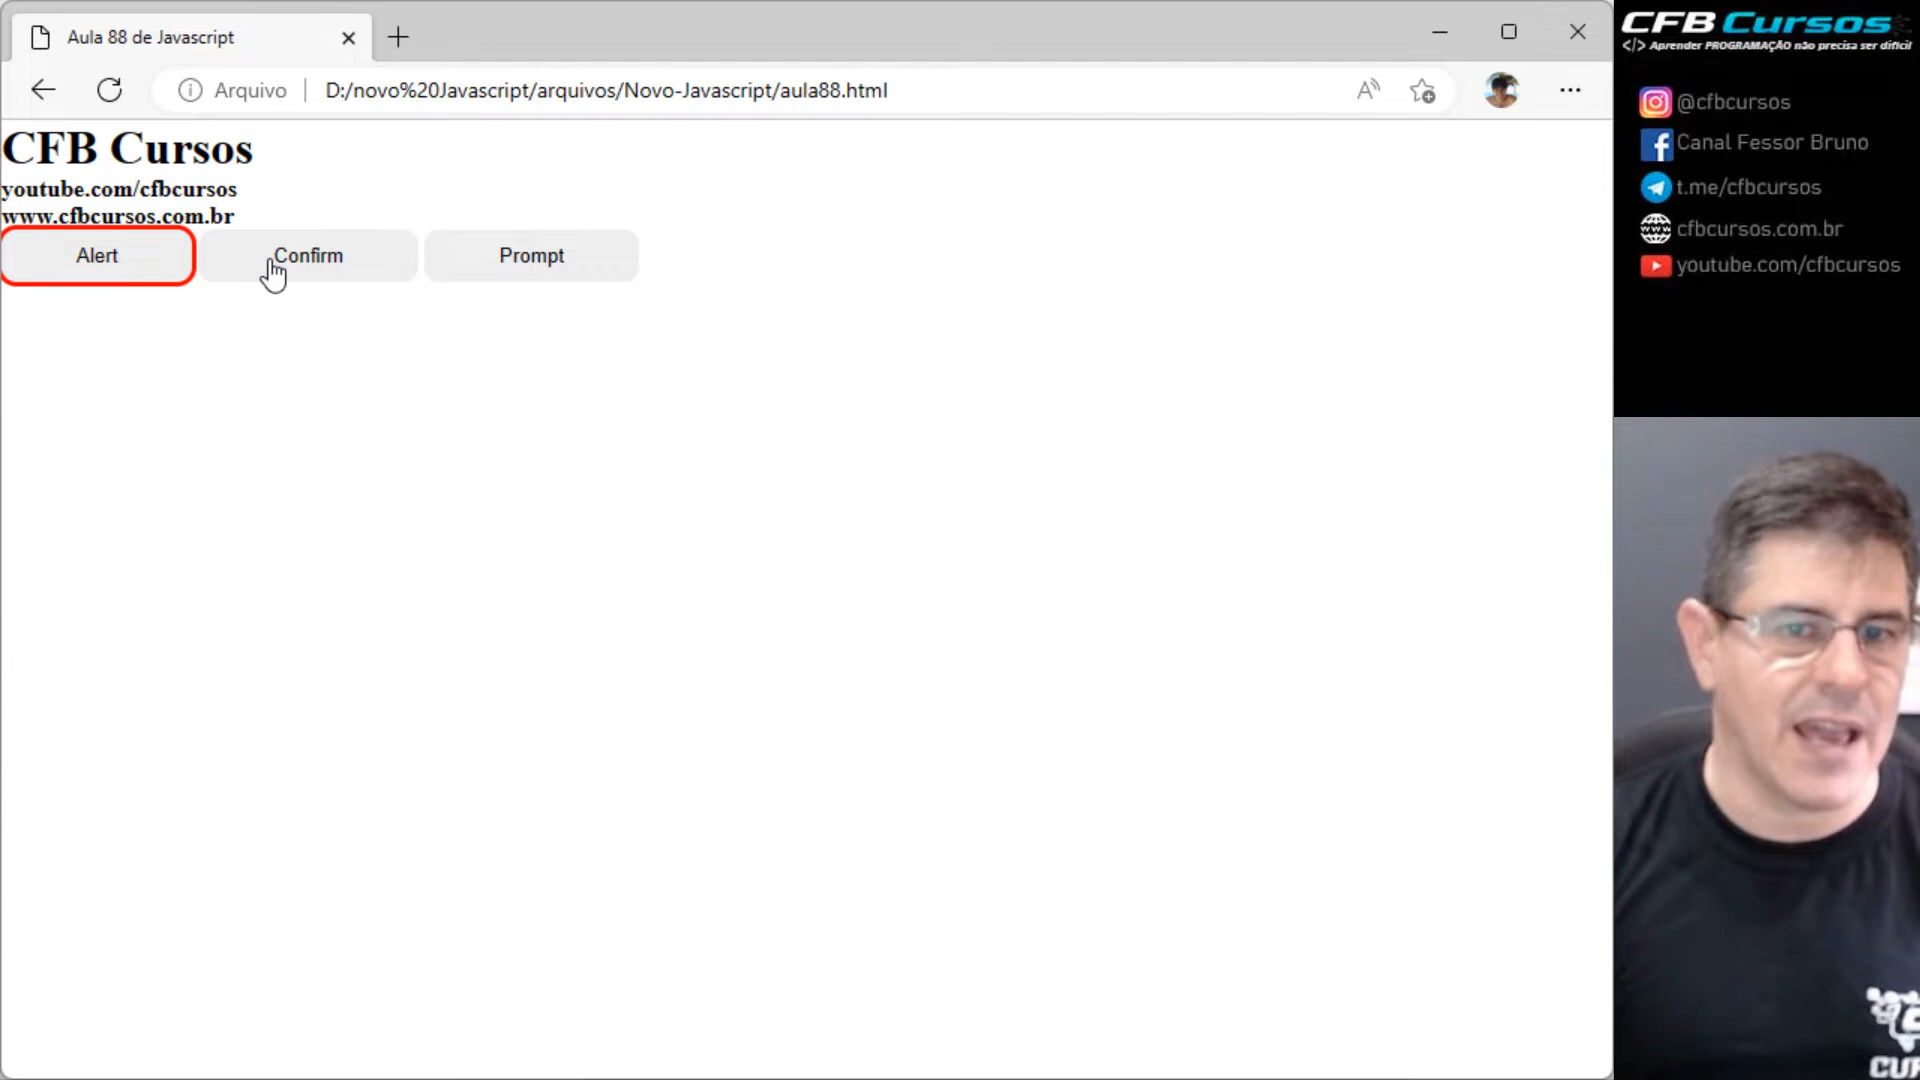 Aula 88 de Javascript
Arquivo
D:/novo%20Javascript/arquivos/Novo-Javascript/aula88.html
CFB Cursos
youtube.com/cfbcursos
www.cfbcursos.com.br
Alert
Confirm
Prompt
CFB Cursos
</> Aprender PROGRAMAÇÃO não precisa ser difícil
@cfbcursos
Canal Fessor Bruno
t.me/cfbcursos
cfbcursos.com.br
youtube.com/cfbcursos